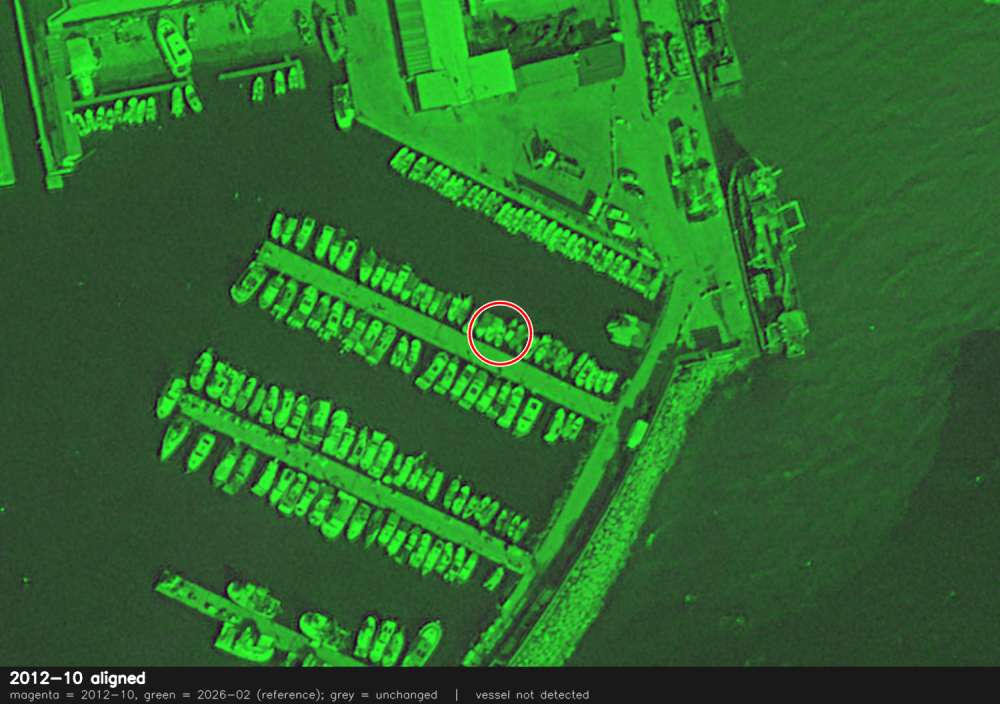 2012-10 aligned
magenta = 2012-10, green = 2026-02 (reference); grey = unchanged | vessel not detected